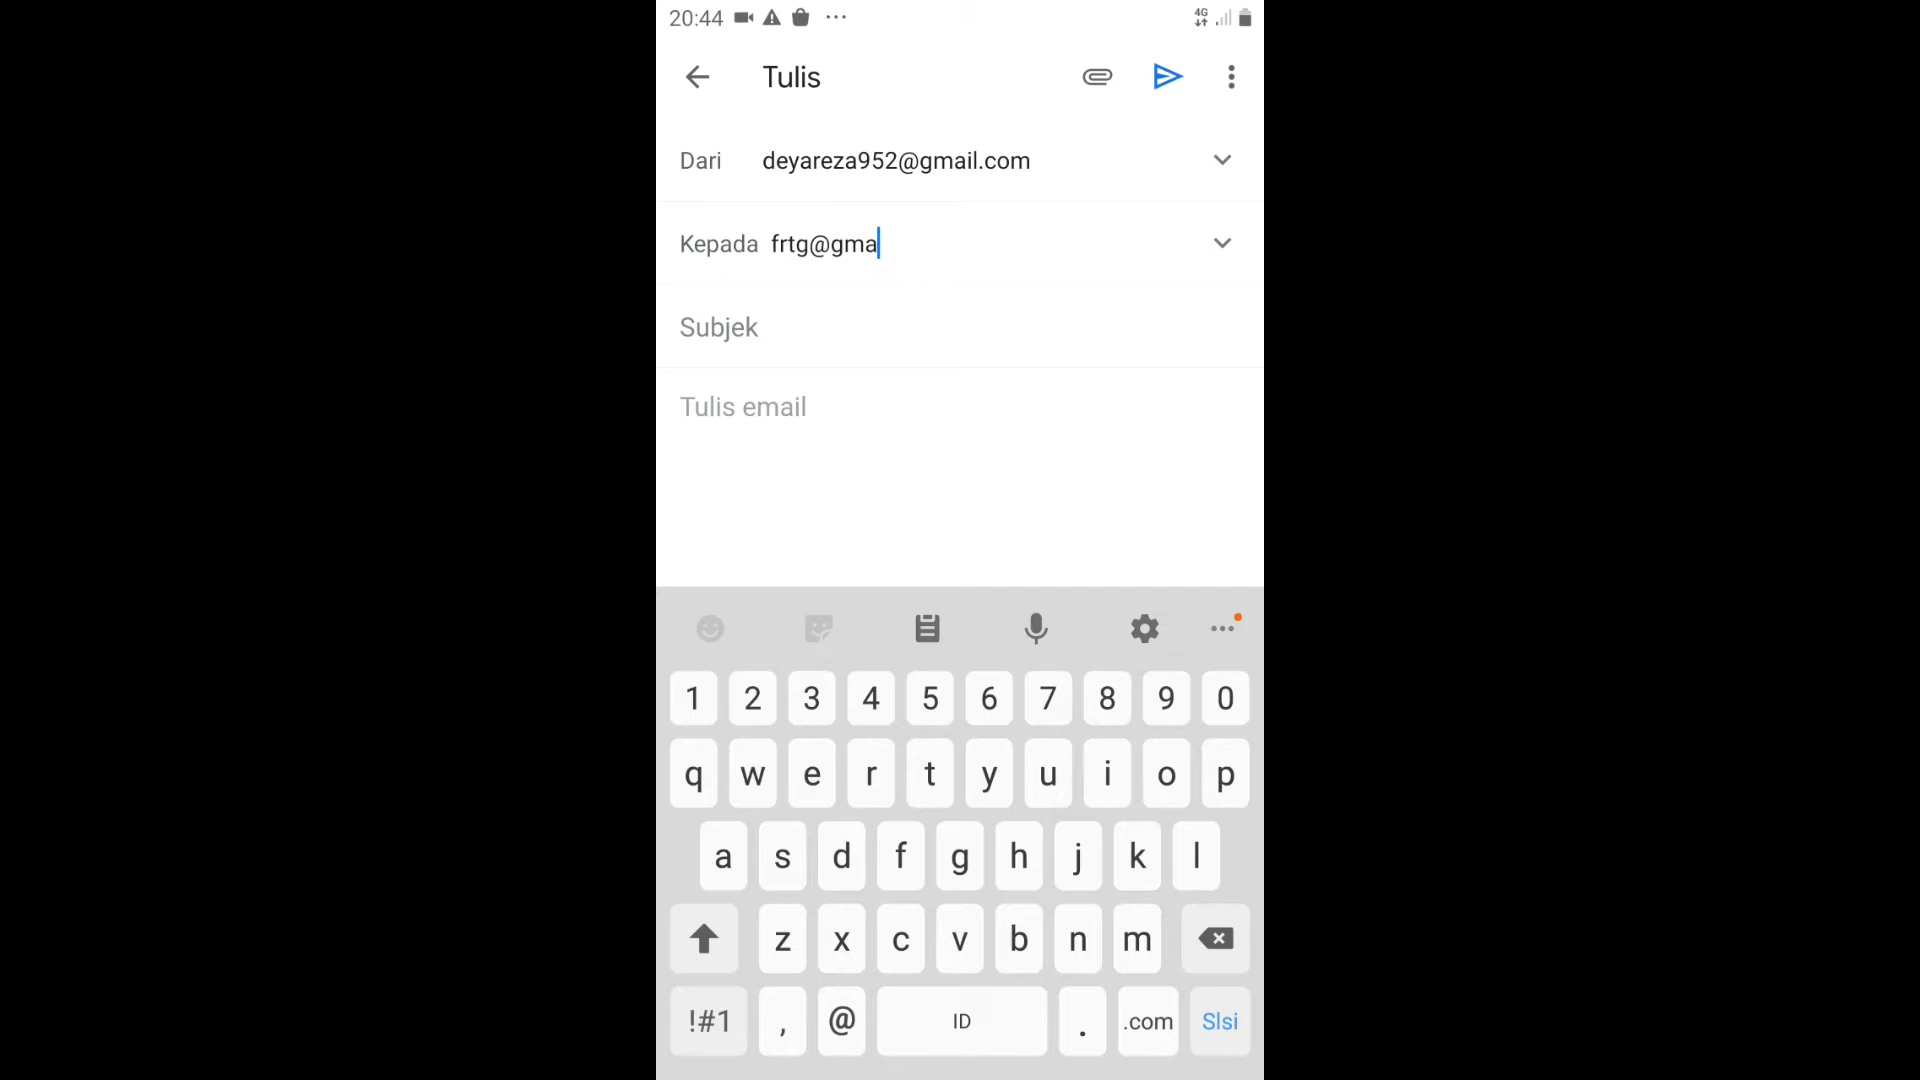 20:44 4G
Tulis
Dari deyareza952@gmail.com
Kepada frtg@gma
Subjek
Tulis email
1 2 3 4 5 6 7 8 9 0
q w e r t y u i o p
a s d f g h j k l
z x c v b n m
!#1 , @ ID . .com Slsi